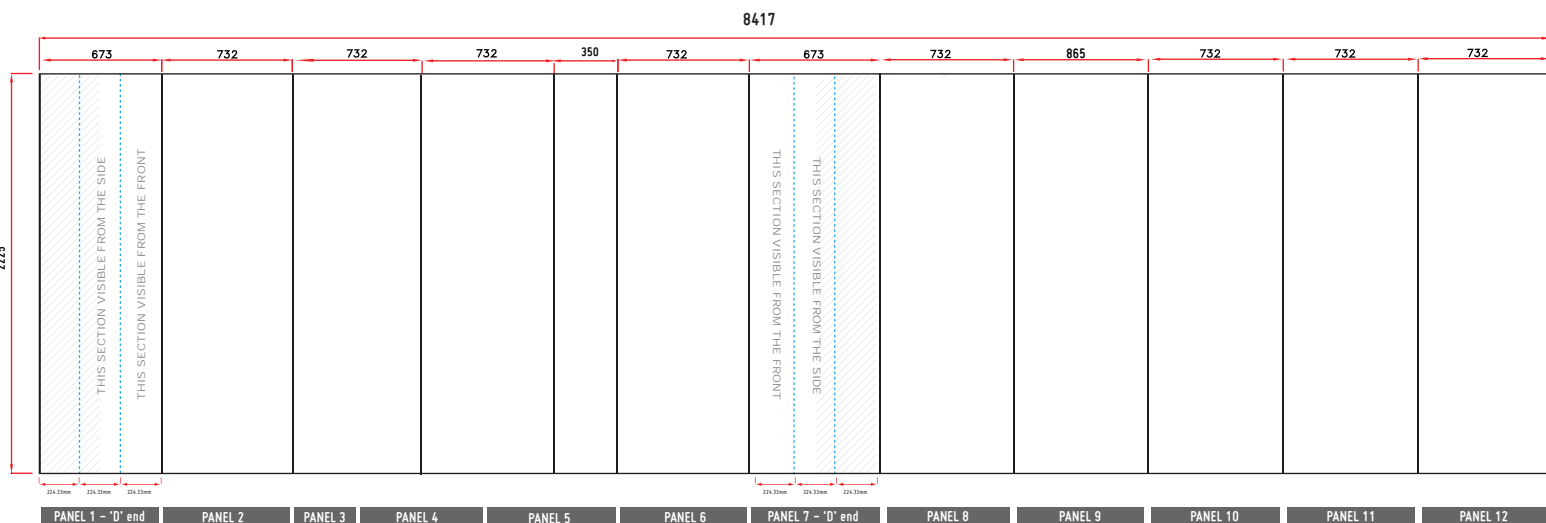 8417
673 732 732 732 350 732 673 732 865 732 732 732
2225
THIS SECTION VISIBLE FROM THE SIDE
THIS SECTION VISIBLE FROM THE FRONT
THIS SECTION VISIBLE FROM THE FRONT
THIS SECTION VISIBLE FROM THE SIDE
224.33mm 224.33mm 224.33mm 224.33mm 224.33mm 224.33mm
PANEL 1 - 'D' end PANEL 2 PANEL 3 PANEL 4 PANEL 5 PANEL 6 PANEL 7 - 'D' end PANEL 8 PANEL 9 PANEL 10 PANEL 11 PANEL 12